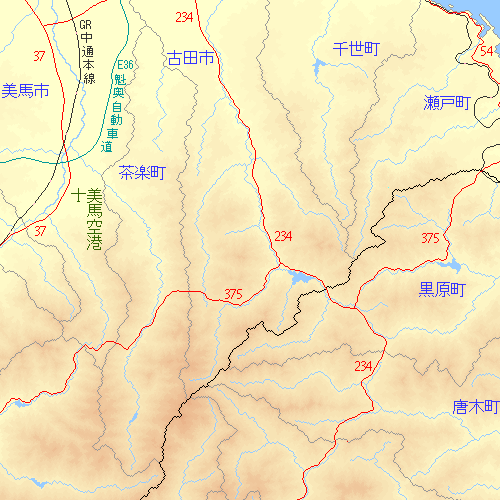 234
GR中通本線
37
古田市
千世町
54
E36
魁奥自動車道
美馬市
瀬戸町
茶楽町
美馬空港
37
234
375
375
黒原町
234
唐木町